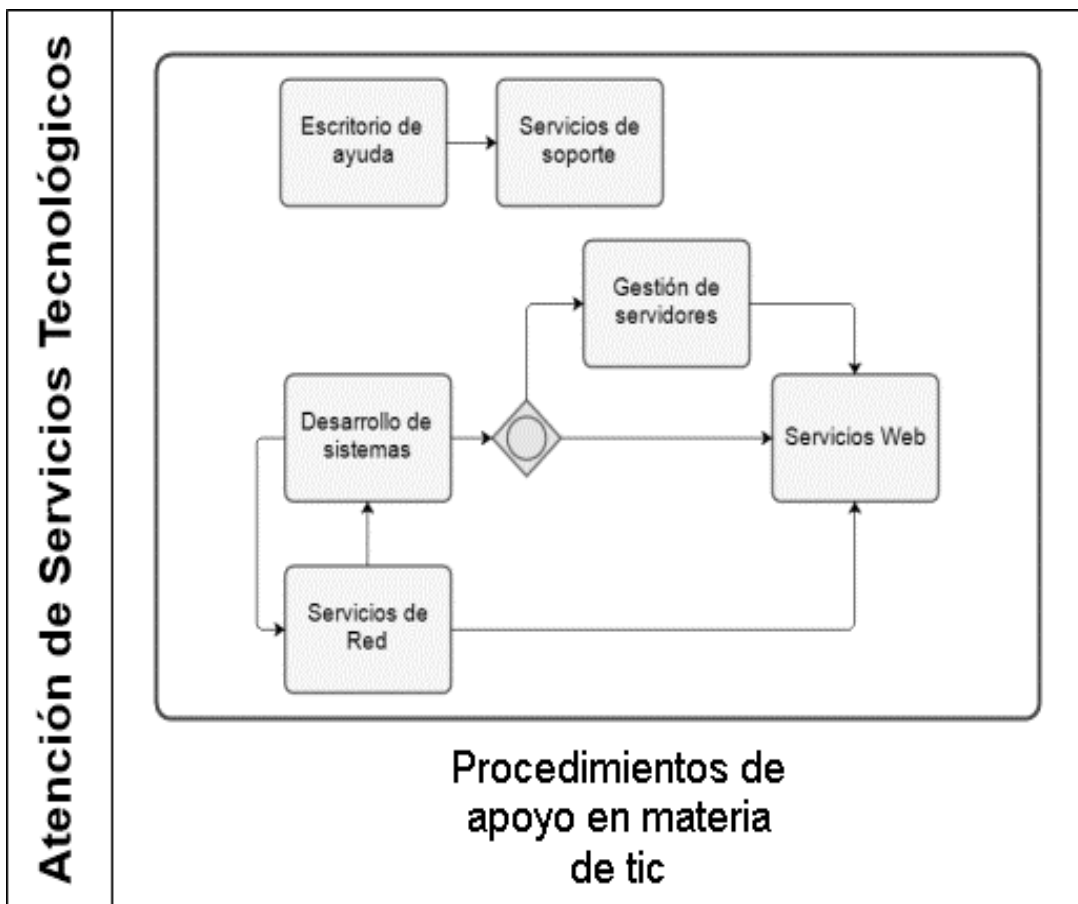 Atención de Servicios Tecnológicos
Escritorio de
ayuda
Servicios de
soporte
Gestión de
servidores
Desarrollo de
sistemas
Servicios Web
Servicios de
Red
Procedimientos de
apoyo en materia
de tic